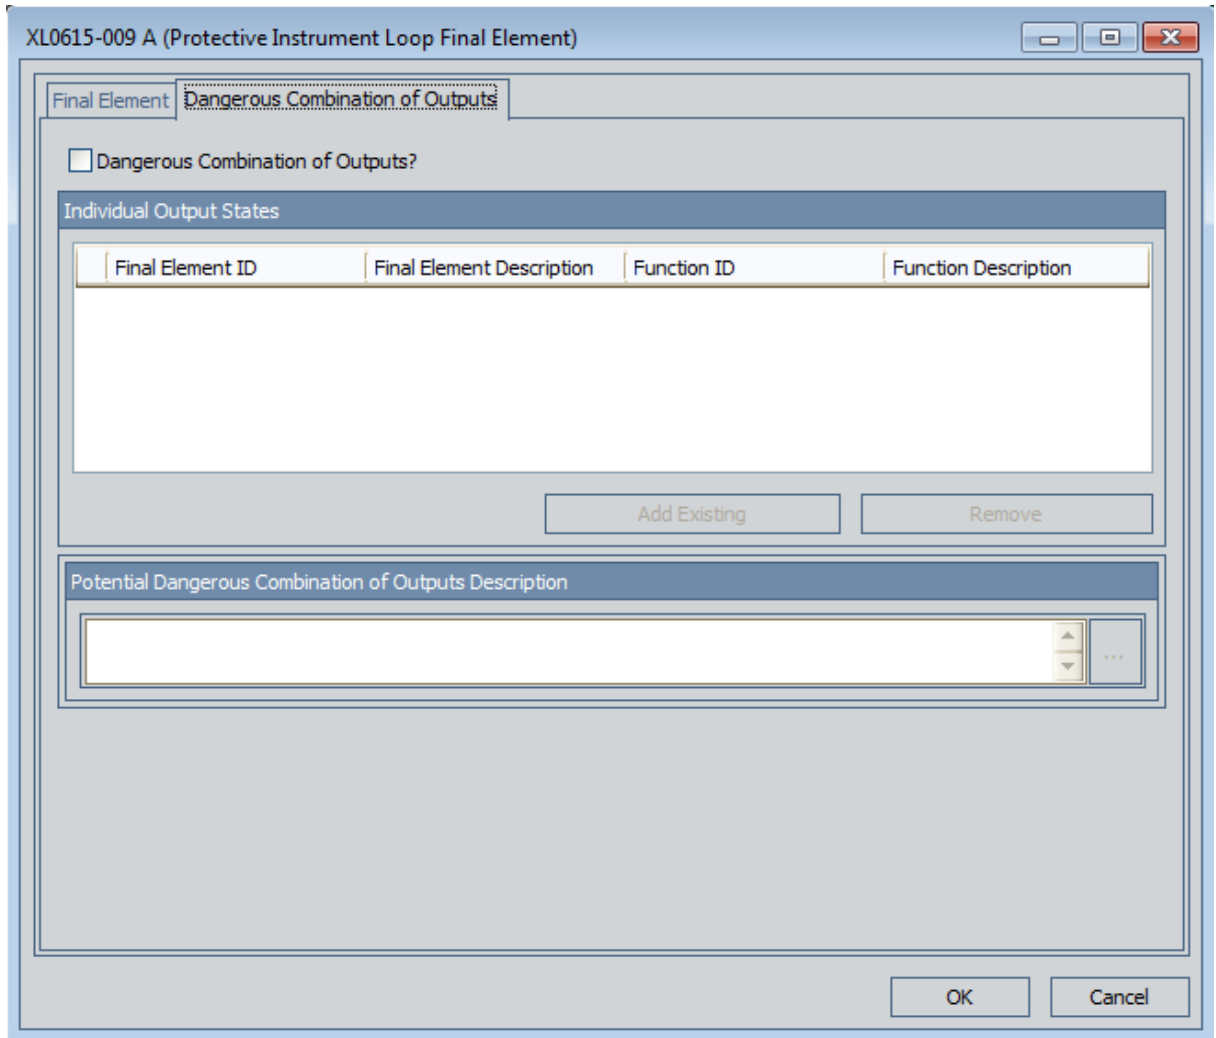 XL0615-009 A (Protective Instrument Loop Final Element)
Final Element Dangerous Combination of Outputs
Dangerous Combination of Outputs?
Individual Output States
Final Element ID Final Element Description Function ID Function Description
Add Existing Remove
Potential Dangerous Combination of Outputs Description
...
OK Cancel